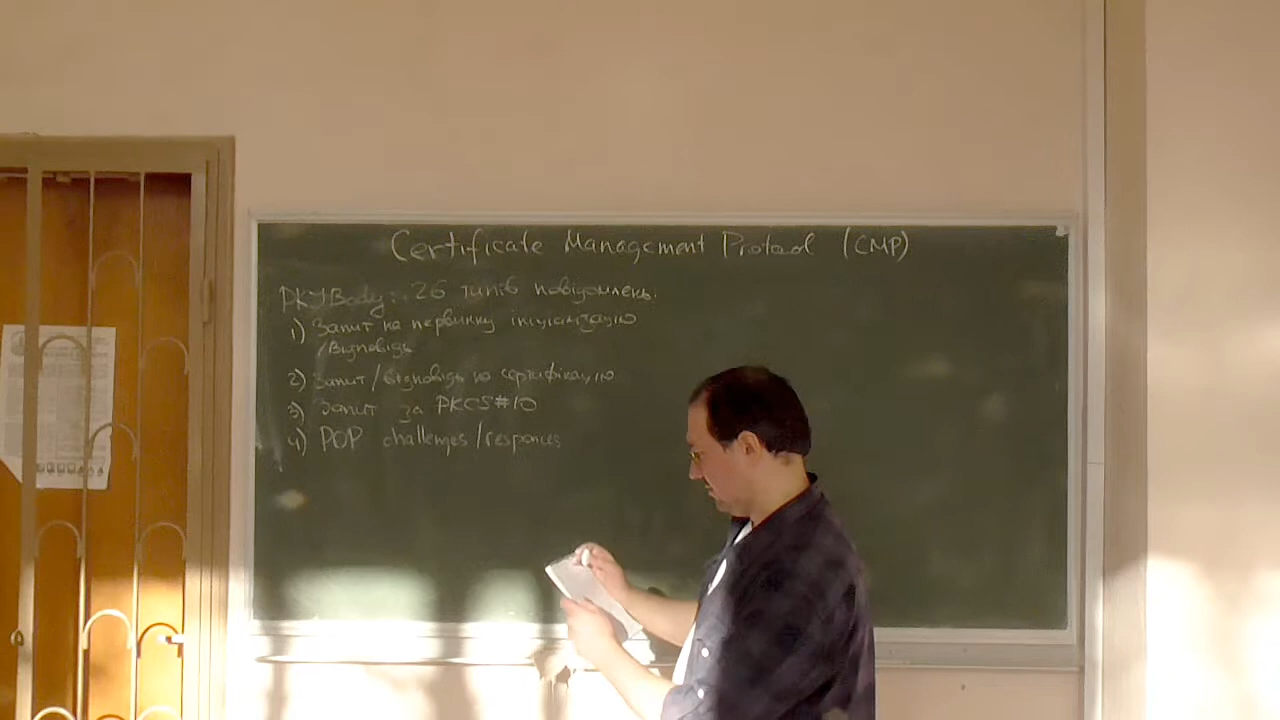 Certificate Management Protocol (CMP)
PKIBody: 26 типів повідомлень:
1) Запит на первинну ініціалізацію
/Відповідь
2) Запит/відповідь на сертифікацію
3) Запит за PKCS#10
4) POP challenges/responces